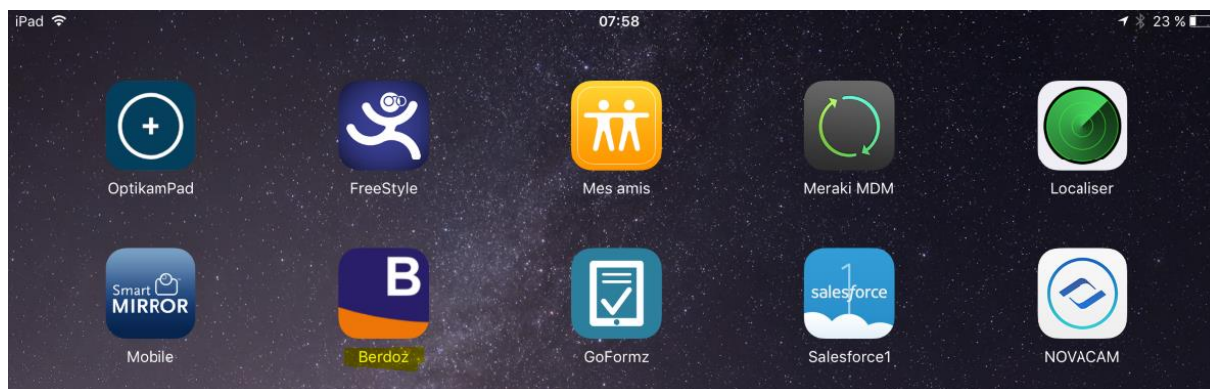 iPad 07:58 23 %
OptikamPad FreeStyle Mes amis Meraki MDM Localiser
Smart MIRROR B 1 salesforce
Mobile Berdoz GoFormz Salesforce1 NOVACAM